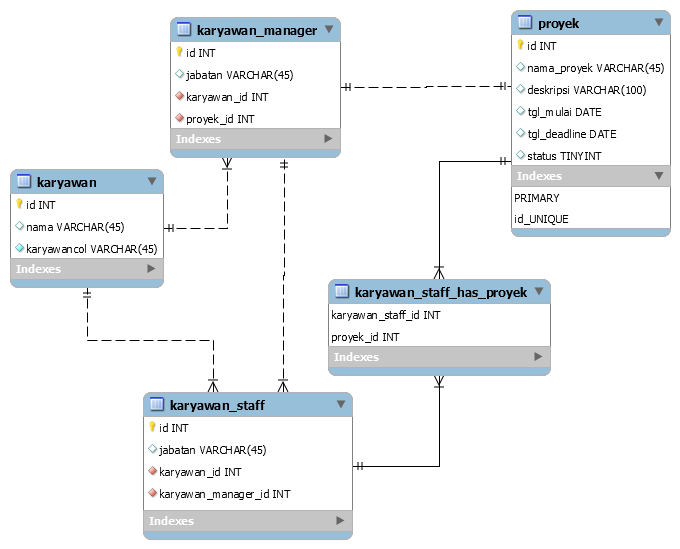 karyawan_manager
id INT
jabatan VARCHAR(45)
karyawan_id INT
proyek_id INT
Indexes
proyek
id INT
nama_proyek VARCHAR(45)
deskripsi VARCHAR(100)
tgl_mulai DATE
tgl_deadline DATE
status TINYINT
Indexes
PRIMARY
id_UNIQUE
karyawan
id INT
nama VARCHAR(45)
karyawancol VARCHAR(45)
Indexes
karyawan_staff_has_proyek
karyawan_staff_id INT
proyek_id INT
Indexes
karyawan_staff
id INT
jabatan VARCHAR(45)
karyawan_id INT
karyawan_manager_id INT
Indexes